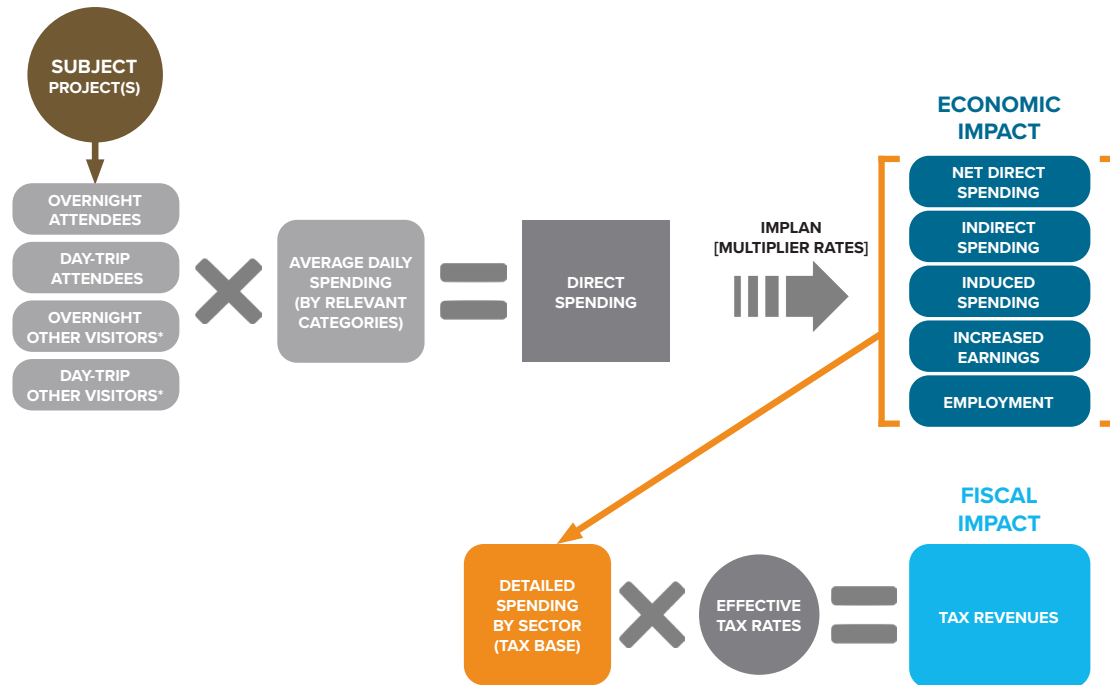 SUBJECT
PROJECT(S)
OVERNIGHT
ATTENDEES
DAY-TRIP
ATTENDEES
OVERNIGHT
OTHER VISITORS*
DAY-TRIP
OTHER VISITORS*
AVERAGE DAILY
SPENDING
(BY RELEVANT
CATEGORIES)
DIRECT
SPENDING
IMPLAN
[MULTIPLIER RATES]
ECONOMIC
IMPACT
NET DIRECT
SPENDING
INDIRECT
SPENDING
INDUCED
SPENDING
INCREASED
EARNINGS
EMPLOYMENT
DETAILED
SPENDING
BY SECTOR
(TAX BASE)
EFFECTIVE
TAX RATES
FISCAL
IMPACT
TAX REVENUES